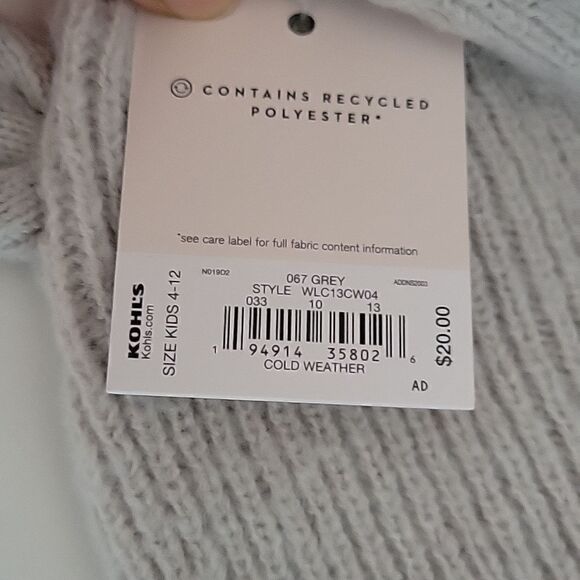 CONTAINS RECYCLED
POLYESTER*
*see care label for full fabric content information
N019D2
067 GREY
ADDNS2003
STYLE WLC13CW04
033 10 13
1 94914 35802 6
COLD WEATHER
KOHL'S
Kohls.com
SIZE KIDS 4-12
$20.00
AD